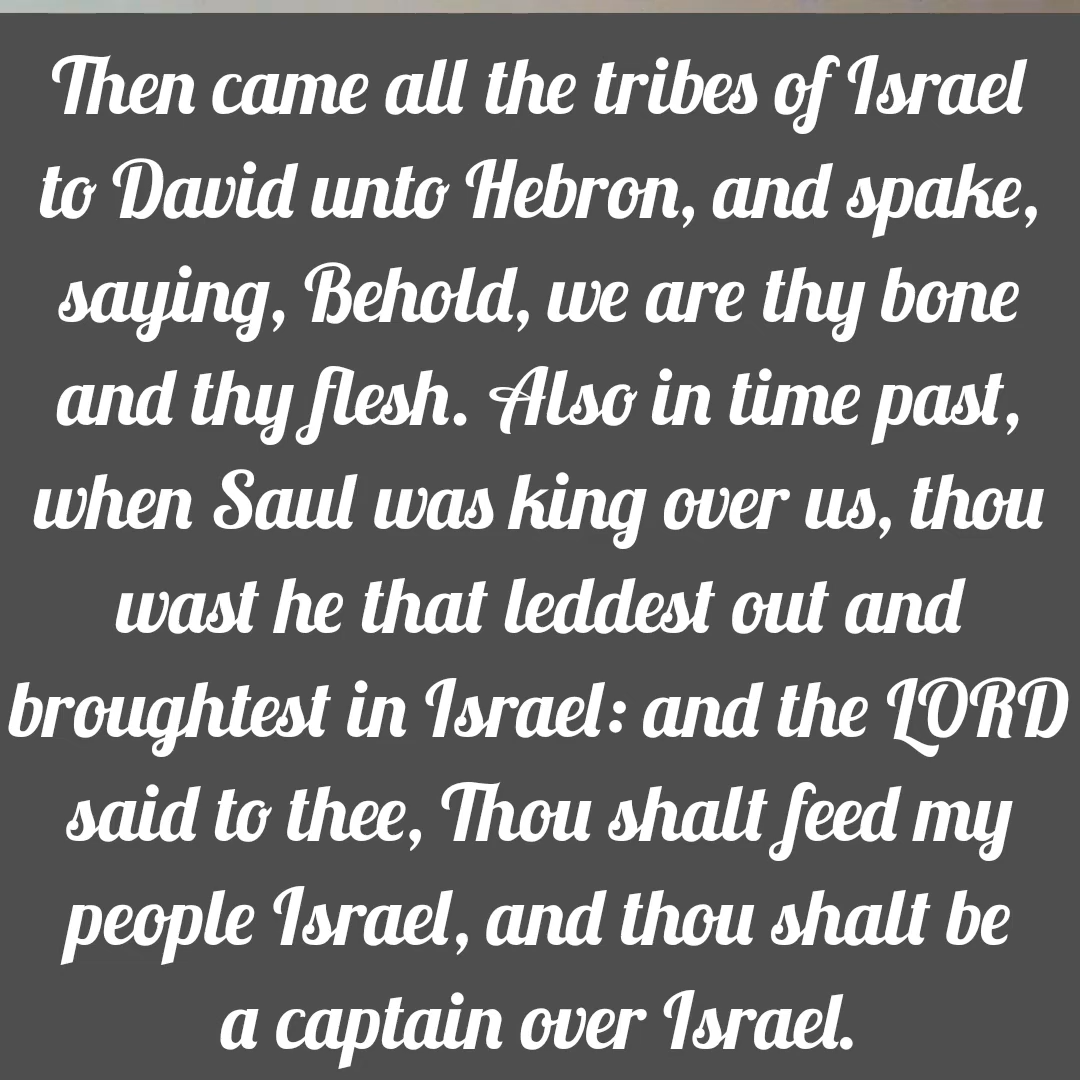 Then came all the tribes of Israel
to David unto Hebron, and spake,
saying, Behold, we are thy bone
and thy flesh. Also in time past,
when Saul was king over us, thou
wast he that leddest out and
broughtest in Israel: and the LORD
said to thee, Thou shalt feed my
people Israel, and thou shalt be
a captain over Israel.